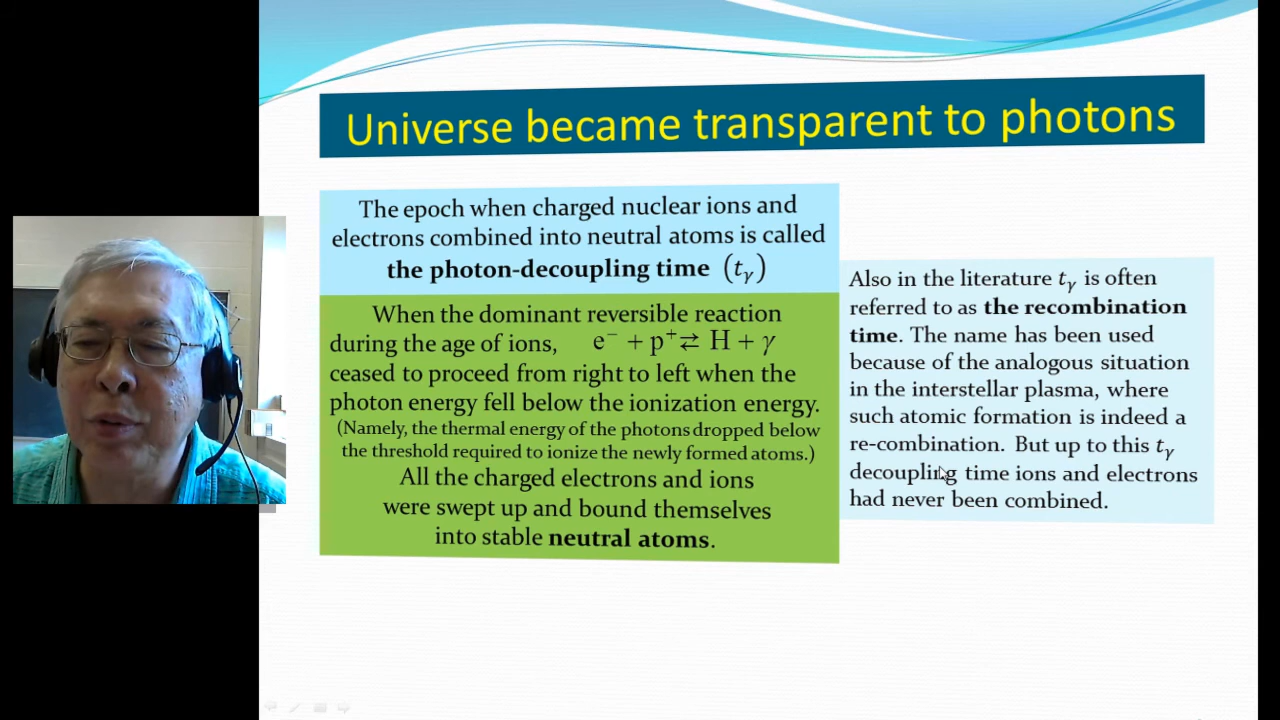 Universe became transparent to photons
The epoch when charged nuclear ions and
electrons combined into neutral atoms is called
the photon-decoupling time (tγ)
When the dominant reversible reaction
during the age of ions, e⁻ + p⁺ ⇄ H + γ
ceased to proceed from right to left when the
photon energy fell below the ionization energy.
(Namely, the thermal energy of the photons dropped below
the threshold required to ionize the newly formed atoms.)
All the charged electrons and ions
were swept up and bound themselves
into stable neutral atoms.
Also in the literature tγ is often
referred to as the recombination
time. The name has been used
because of the analogous situation
in the interstellar plasma, where
such atomic formation is indeed a
re-combination. But up to this tγ
decoupling time ions and electrons
had never been combined.